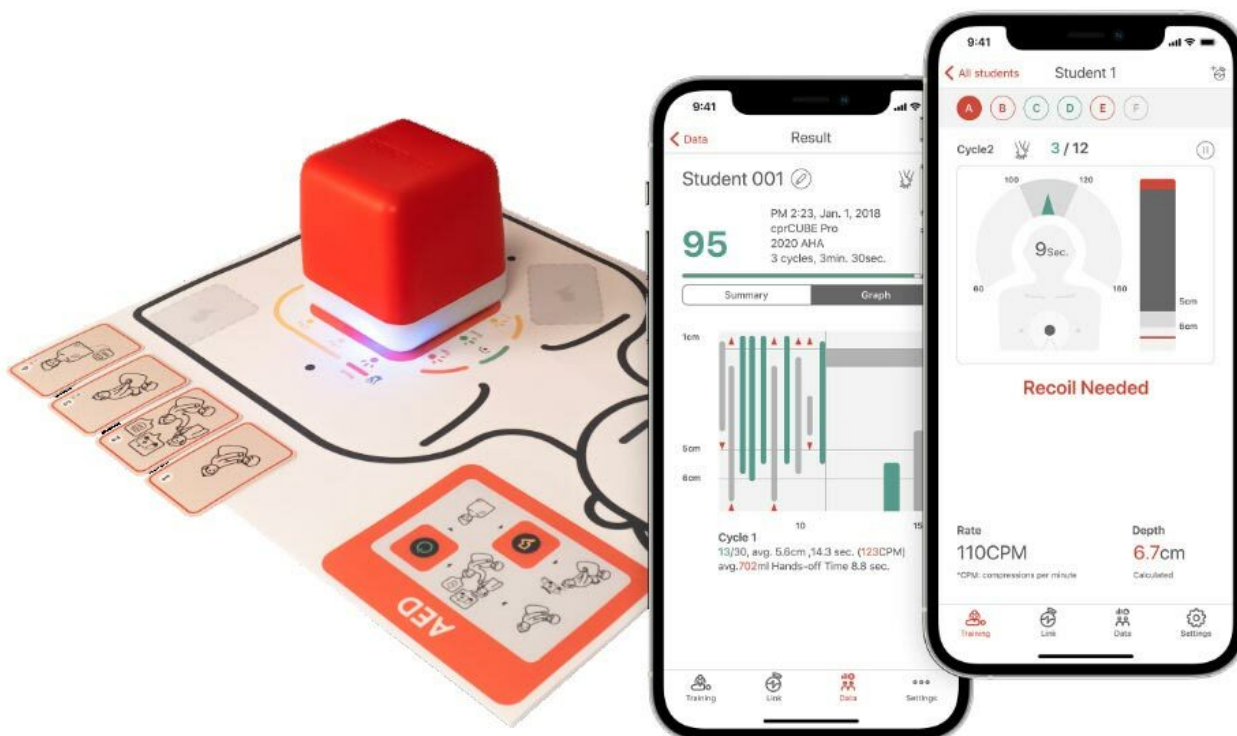 AED
9:41
Data
Result
Student 001
95
PM 2:23, Jan. 1, 2018
cprCUBE Pro
2020 AHA
3 cycles, 3min. 30sec.
Summary
Graph
1cm
5cm
6cm
10
15
Cycle 1
13/30, avg. 5.6cm ,14.3 sec. (123CPM)
avg.702ml Hands-off Time 8.8 sec.
Training
Link
Data
Settings
9:41
All students
Student 1
A
B
C
D
E
F
Cycle2
3 / 12
100
120
9Sec.
60
160
5cm
6cm
Recoil Needed
Rate
Depth
110CPM
6.7cm
*CPM: compressions per minute
Calculated
Training
Link
Data
Settings